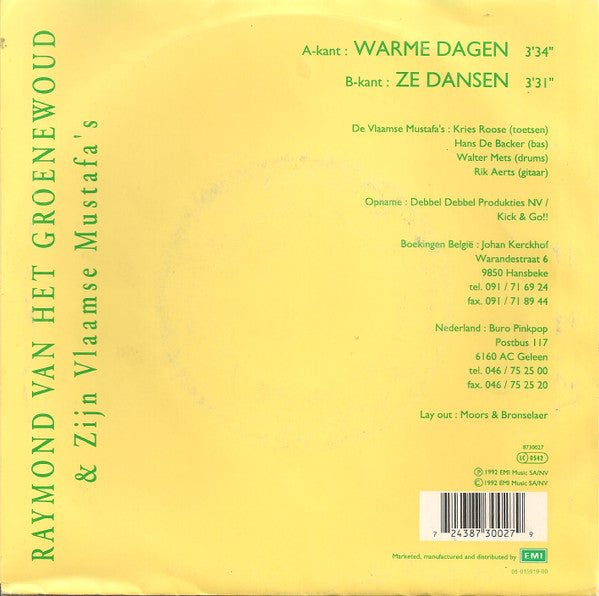 RAYMOND VAN HET GROENEWOUD
& Zijn Vlaamse Mustafa's
A-kant : WARME DAGEN 3'34"
B-kant : ZE DANSEN 3'31"
De Vlaamse Mustafa's : Kries Roose (toetsen)
Hans De Backer (bas)
Walter Mets (drums)
Rik Aerts (gitaar)
Opname : Debbel Debbel Produkties NV /
Kick & Go!!
Boekingen België : Johan Kerckhof
Warandestraat 6
9850 Hansbeke
tel. 091 / 71 69 24
fax. 091 / 71 89 44
Nederland : Buro Pinkpop
Postbus 117
6160 AC Geleen
tel. 046 / 75 25 00
fax. 046 / 75 25 20
Lay out : Moors & Bronselaer
8730027
LC 0542
Ⓟ 1992 EMI Music SA/NV
© 1992 EMI Music SA/NV
7 24387 30027 9
Marketed, manufactured and distributed by EMI